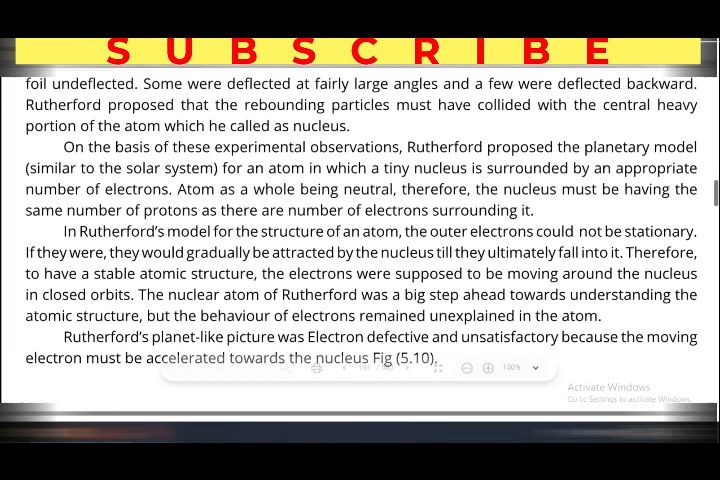 SUBSCRIBE
foil undeflected. Some were deflected at fairly large angles and a few were deflected backward.
Rutherford proposed that the rebounding particles must have collided with the central heavy
portion of the atom which he called as nucleus.
On the basis of these experimental observations, Rutherford proposed the planetary model
(similar to the solar system) for an atom in which a tiny nucleus is surrounded by an appropriate
number of electrons. Atom as a whole being neutral, therefore, the nucleus must be having the
same number of protons as there are number of electrons surrounding it.
In Rutherford's model for the structure of an atom, the outer electrons could not be stationary.
If they were, they would gradually be attracted by the nucleus till they ultimately fall into it. Therefore,
to have a stable atomic structure, the electrons were supposed to be moving around the nucleus
in closed orbits. The nuclear atom of Rutherford was a big step ahead towards understanding the
atomic structure, but the behaviour of electrons remained unexplained in the atom.
Rutherford's planet-like picture was Electron defective and unsatisfactory because the moving
electron must be accelerated towards the nucleus Fig (5.10).
150%
Activate Windows
Go to Settings to activate Windows.